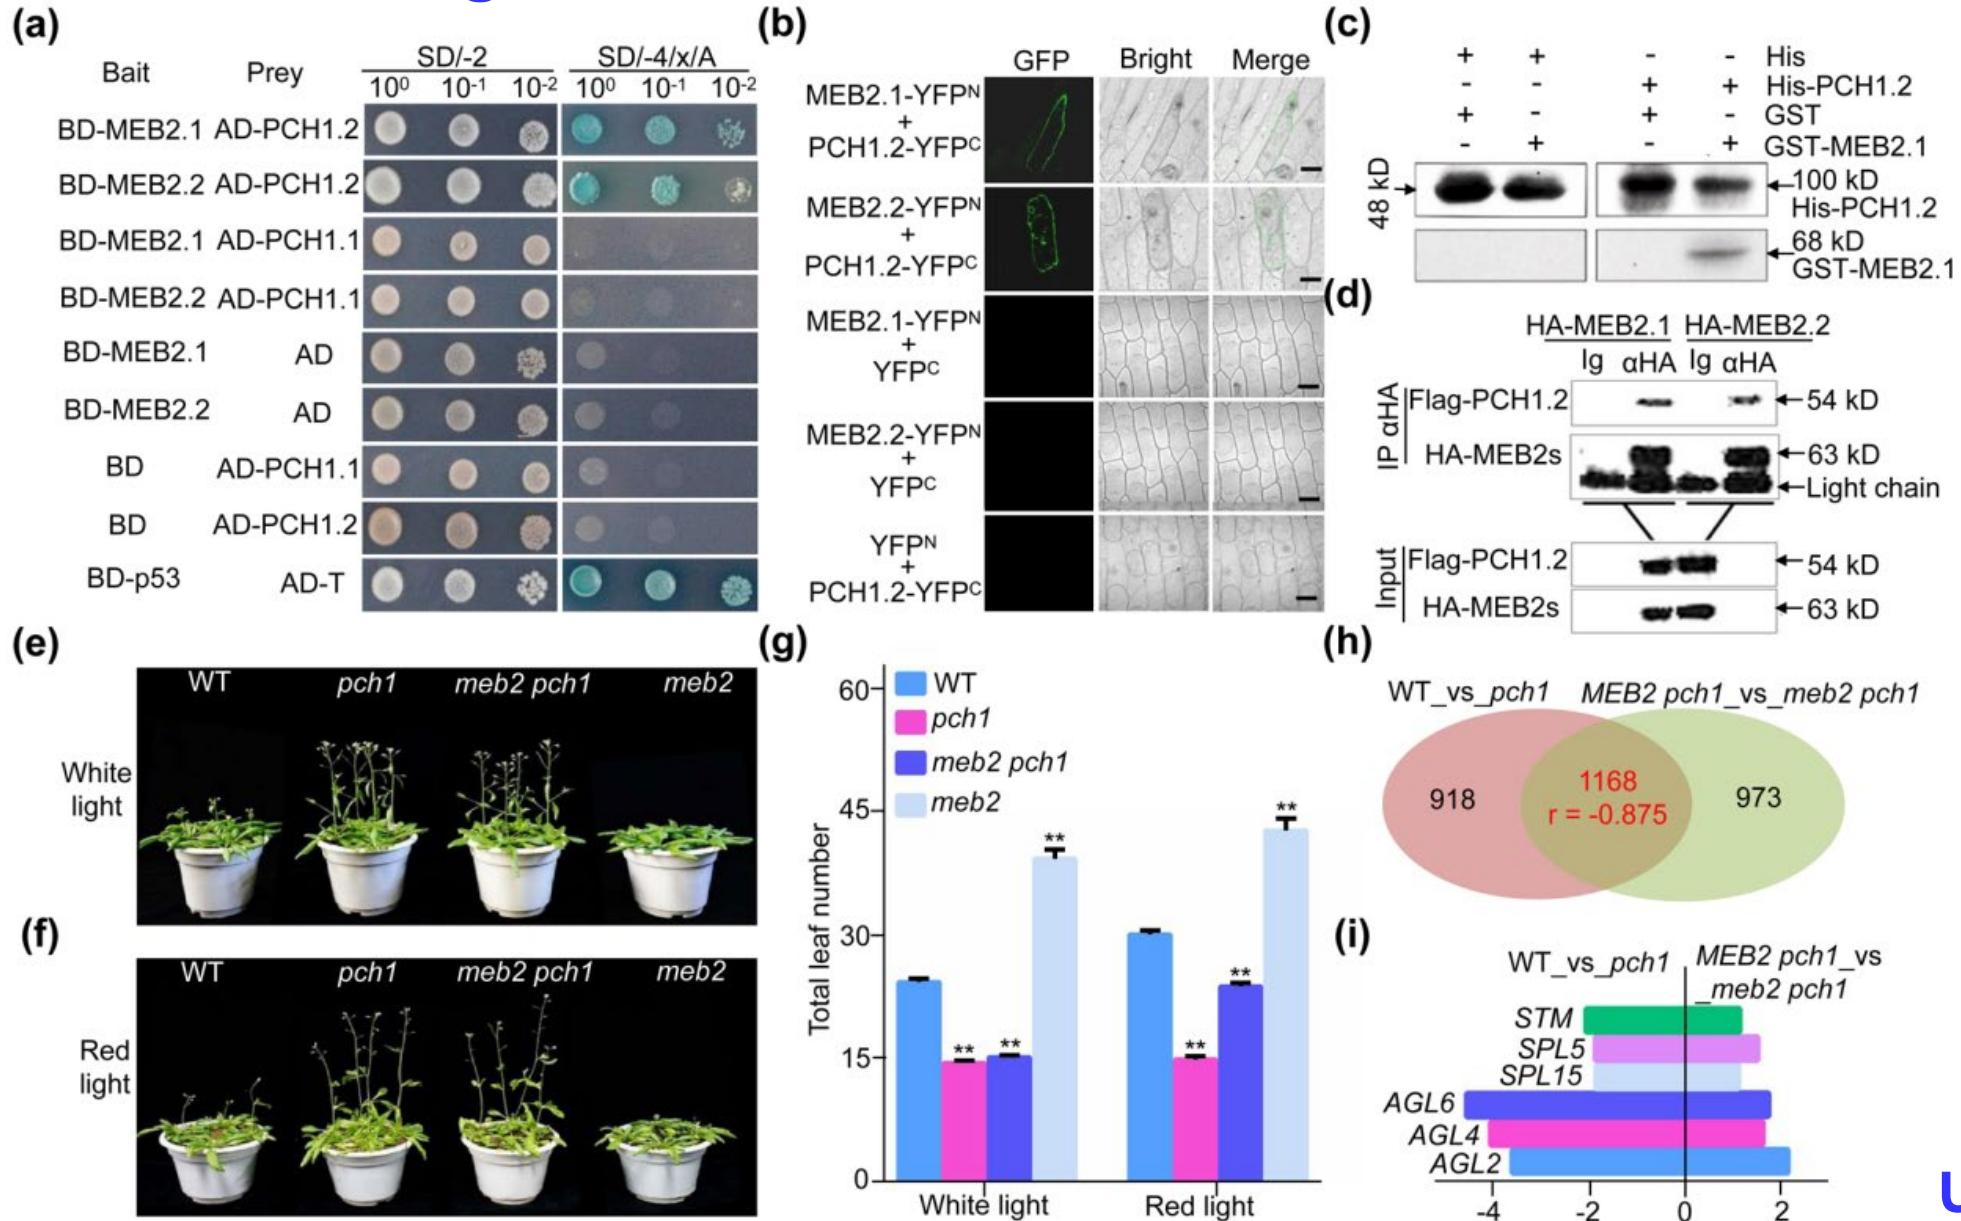 (a)
Bait Prey SD/-2 SD/-4/x/A
10⁰ 10⁻¹ 10⁻² 10⁰ 10⁻¹ 10⁻²
BD-MEB2.1 AD-PCH1.2
BD-MEB2.2 AD-PCH1.2
BD-MEB2.1 AD-PCH1.1
BD-MEB2.2 AD-PCH1.1
BD-MEB2.1 AD
BD-MEB2.2 AD
BD AD-PCH1.1
BD AD-PCH1.2
BD-p53 AD-T
(b)
GFP Bright Merge
MEB2.1-YFPᴺ
+
PCH1.2-YFPᶜ
MEB2.2-YFPᴺ
+
PCH1.2-YFPᶜ
MEB2.1-YFPᴺ
+
YFPᶜ
MEB2.2-YFPᴺ
+
YFPᶜ
YFPᴺ
+
PCH1.2-YFPᶜ
(c)
+ + - - His
- - + + His-PCH1.2
+ - + - GST
- + - + GST-MEB2.1
48 kD
100 kD
His-PCH1.2
68 kD
GST-MEB2.1
(d)
HA-MEB2.1 HA-MEB2.2
Ig αHA Ig αHA
IP αHA
Flag-PCH1.2 54 kD
HA-MEB2s 63 kD
Light chain
Input
Flag-PCH1.2 54 kD
HA-MEB2s 63 kD
(e)
WT pch1 meb2 pch1 meb2
White
light
(f)
WT pch1 meb2 pch1 meb2
Red
light
(g)
WT
pch1
meb2 pch1
meb2
Total leaf number
60
45
30
15
0
** ** **
** ** **
White light Red light
(h)
WT_vs_pch1 MEB2 pch1_vs_meb2 pch1
918
1168
r = -0.875
973
(i)
WT_vs_pch1
MEB2 pch1_vs
_meb2 pch1
STM
SPL5
SPL15
AGL6
AGL4
AGL2
-4 -2 0 2